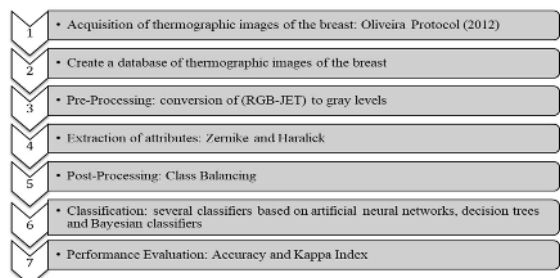 1 • Acquisition of thermographic images of the breast: Oliveira Protocol (2012)
2 • Create a database of thermographic images of the breast
3 • Pre-Processing: conversion of (RGB-JET) to gray levels
4 • Extraction of attributes: Zernike and Haralick
5 • Post-Processing: Class Balancing
6 • Classification: several classifiers based on artificial neural networks, decision trees
and Bayesian classifiers
7 • Performance Evaluation: Accuracy and Kappa Index